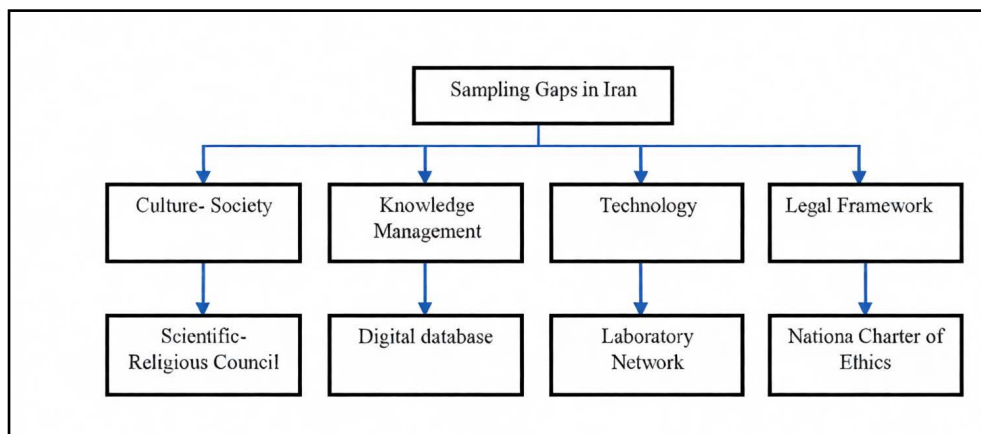 Sampling Gaps in Iran
Culture- Society
Knowledge
Management
Technology
Legal Framework
Scientific-
Religious Council
Digital database
Laboratory
Network
Nationa Charter of
Ethics